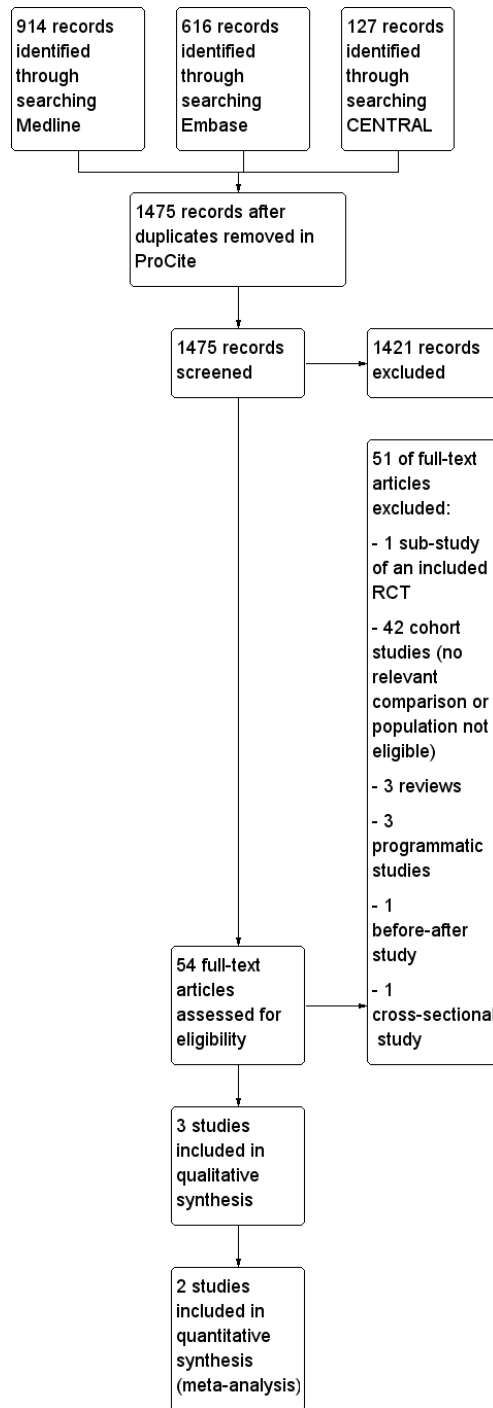 914 records
identified
through
searching
Medline
616 records
identified
through
searching
Embase
127 records
identified
through
searching
CENTRAL
1475 records after
duplicates removed in
ProCite
1475 records
screened
1421 records
excluded
51 of full-text
articles
excluded:
- 1 sub-study
of an included
RCT
- 42 cohort
studies (no
relevant
comparison or
population not
eligible)
- 3 reviews
- 3
programmatic
studies
- 1
before-after
study
- 1
cross-sectional
study
54 full-text
articles
assessed for
eligibility
3 studies
included in
qualitative
synthesis
2 studies
included in
quantitative
synthesis
(meta-analysis)